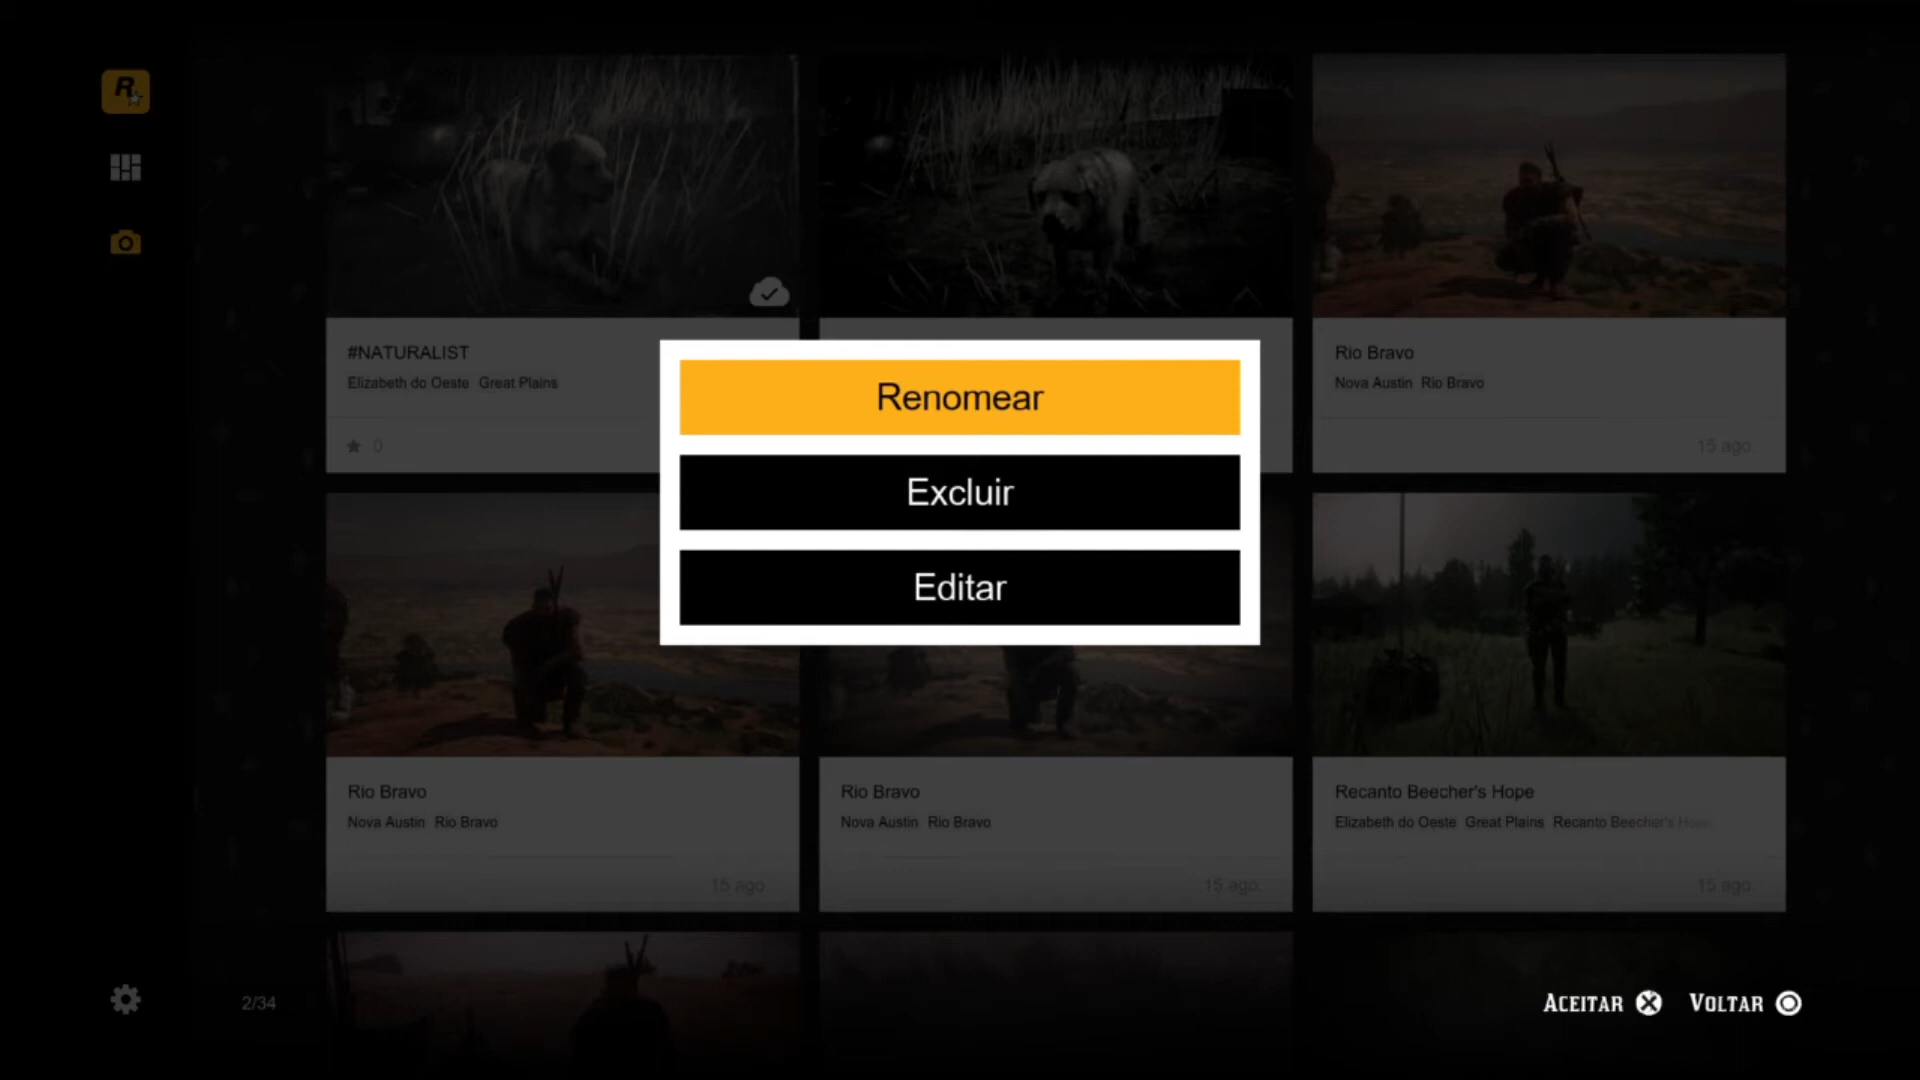 R
#NATURALIST
Elizabeth do Oeste Great Plains
0
Rio Bravo
Nova Austin Rio Bravo
15 ago.
Renomear
Excluir
Editar
Rio Bravo
Nova Austin Rio Bravo
15 ago.
Rio Bravo
Nova Austin Rio Bravo
15 ago.
Recanto Beecher's Hope
Elizabeth do Oeste Great Plains Recanto Beecher's Hope
15 ago.
2/34
ACEITAR
VOLTAR